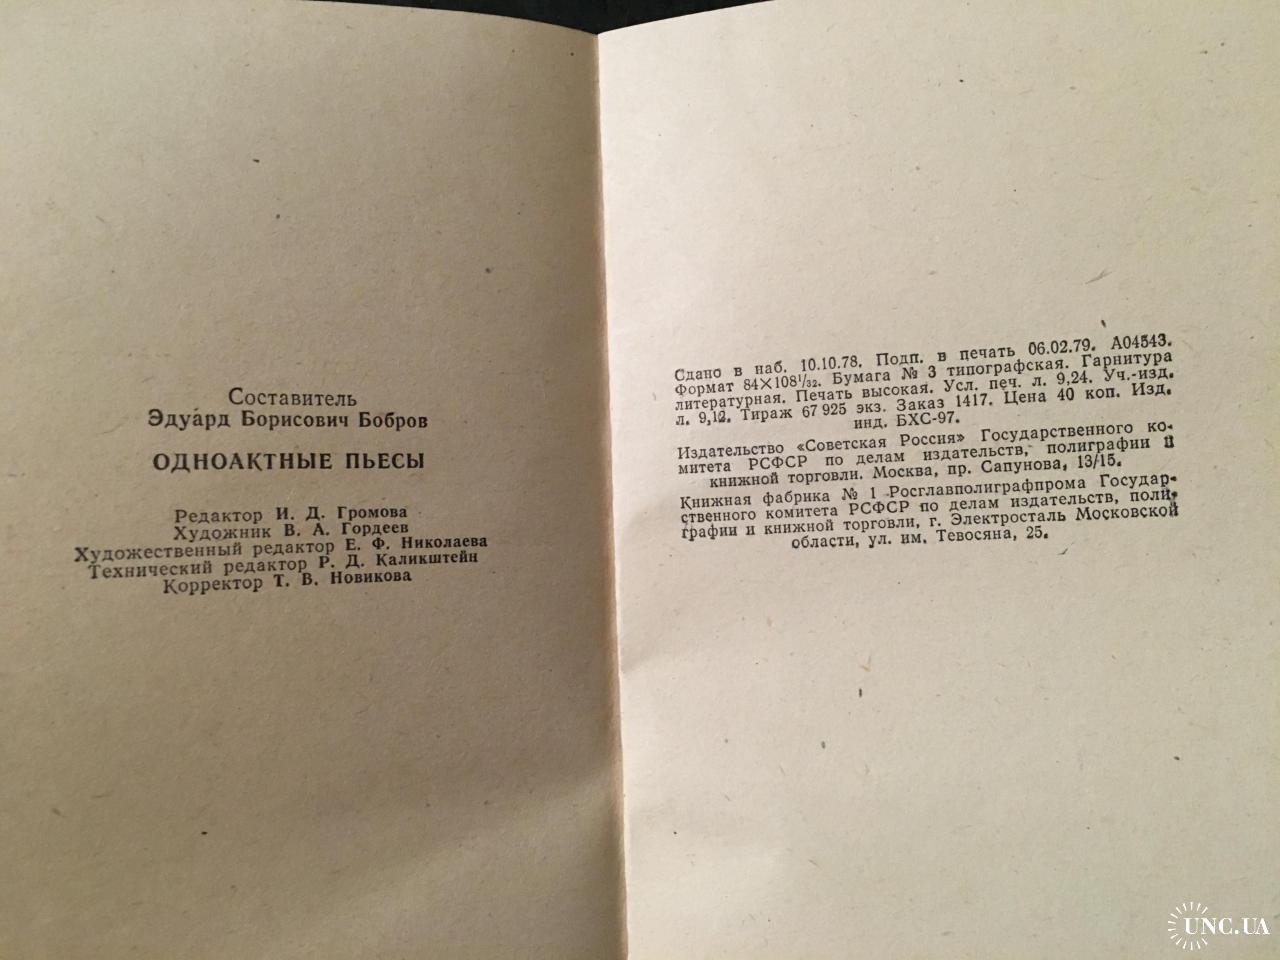 Составитель
Эдуард Борисович Бобров
ОДНОАКТНЫЕ ПЬЕСЫ
Редактор И. Д. Громова
Художник В. А. Гордеев
Художественный редактор Е. Ф. Николаева
Технический редактор Р. Д. Каликштейн
Корректор Т. В. Новикова
Сдано в наб. 10.10.78. Подп. в печать 06.02.79. А04543.
Формат 84×108¹/₃₂. Бумага № 3 типографская. Гарнитура
литературная. Печать высокая. Усл. печ. л. 9,24. Уч.-изд.
л. 9,12. Тираж 67 925 экз. Заказ 1417. Цена 40 коп. Изд.
инд. БХС-97.
Издательство «Советская Россия» Государственного ко-
митета РСФСР по делам издательств, полиграфии и
книжной торговли. Москва, пр. Сапунова, 13/15.
Книжная фабрика № 1 Росглавполиграфпрома Государ-
ственного комитета РСФСР по делам издательств, поли-
графии и книжной торговли, г. Электросталь Московской
области, ул. им. Тевосяна, 25.
UNC.UA